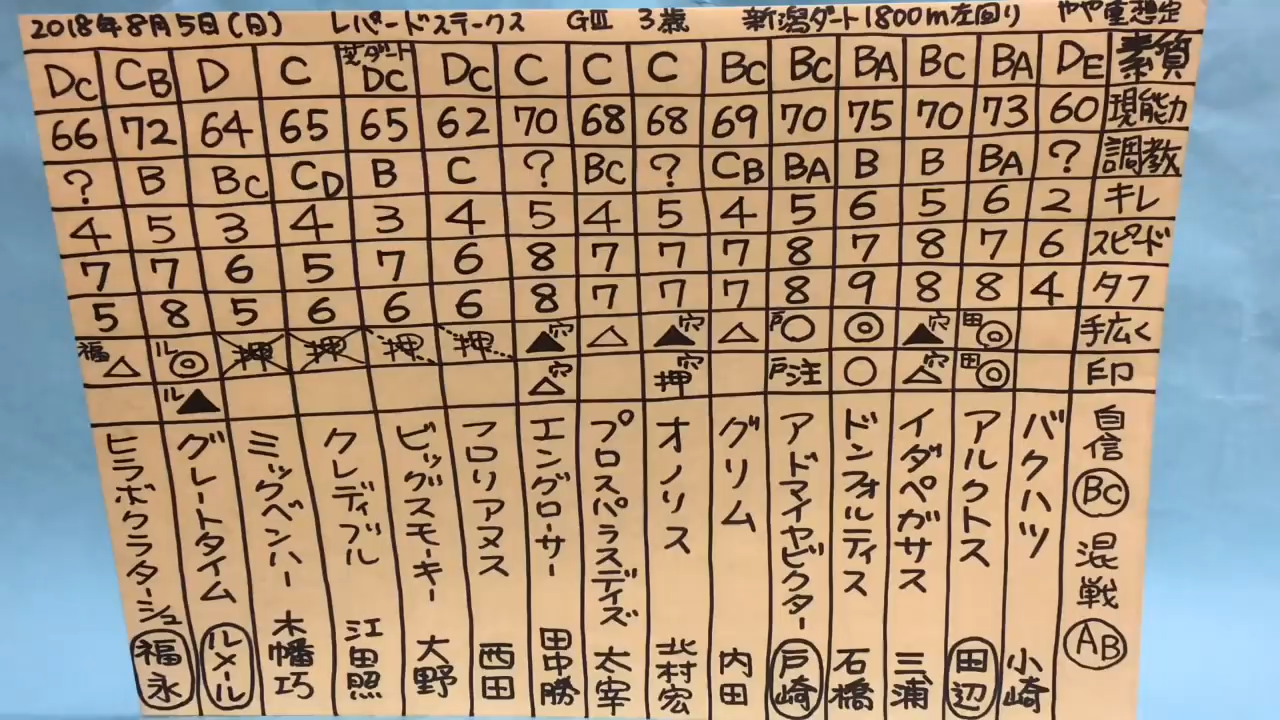 2018年8月5日(日) レパードステークス GⅢ 3歳 新潟ダート1800m左回り やや重想定
DC CB D C 芝ダートDC DC C C C BC BC BA BC BA DE 素質
66 72 64 65 65 62 70 68 68 69 70 75 70 73 60 現能力
? B BC CD B C ? BC ? CB BA B B BA ? 調教
4 5 3 4 3 4 5 4 5 4 5 6 5 6 2 キレ
7 7 6 5 7 6 8 7 7 7 8 7 8 7 6 スピード
5 8 5 6 6 6 8 7 7 7 8 9 8 8 4 タフ
福△ ル◎ 押 押 押 押 ▲穴 △ ▲穴 △ 戸○ ◎ ▲穴 田◎ 手広く
ル▲ △穴 押穴 戸注 ○ △穴 田◎ 印
自信 BC 混戦 AB
バクハツ 小崎
アルクトス 田辺
イダペガサス 三浦
ドンフォルティス 石橋
アドマイヤビクター 戸崎
グリム 内田
オノリス 北村宏
プロスパラスデイズ 太宰
エングローサー 田中勝
フロリアヌス 西田
ビッグスモーキー 大野
クレディブル 江田照
ミックベンハー 木幡巧
グレートタイム ルメール
ヒラボクラターシュ 福永